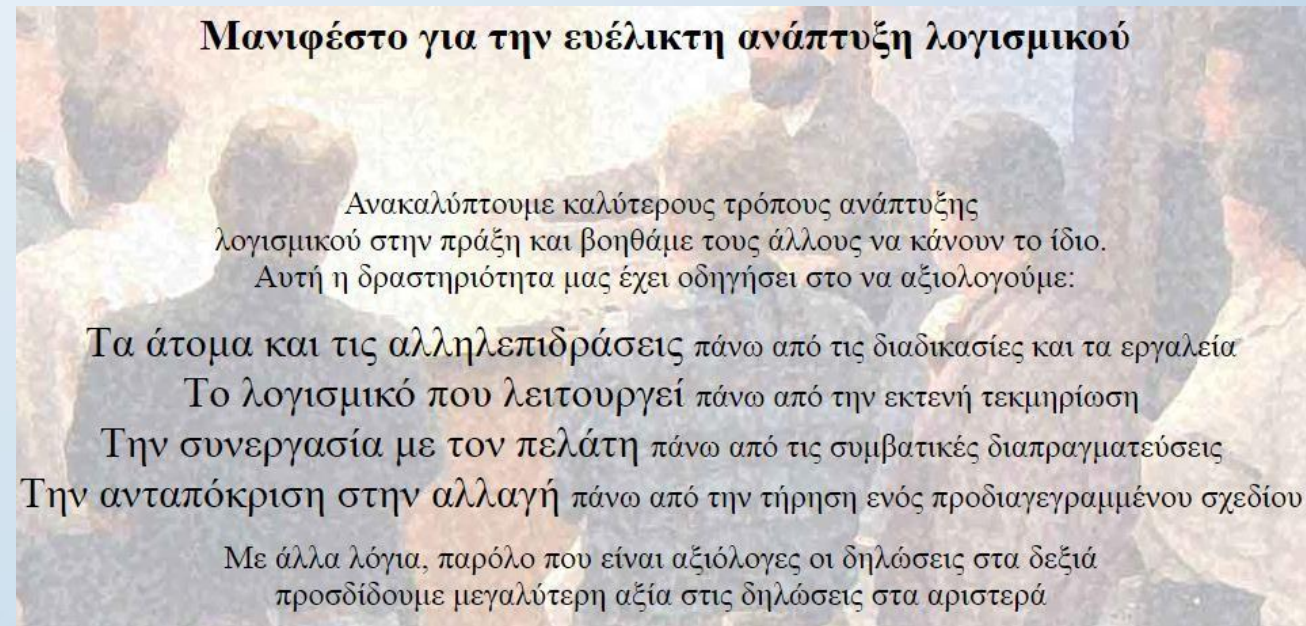 Μανιφέστο για την ευέλικτη ανάπτυξη λογισμικού
Ανακαλύπτουμε καλύτερους τρόπους ανάπτυξης
λογισμικού στην πράξη και βοηθάμε τους άλλους να κάνουν το ίδιο.
Αυτή η δραστηριότητα μας έχει οδηγήσει στο να αξιολογούμε:
Τα άτομα και τις αλληλεπιδράσεις πάνω από τις διαδικασίες και τα εργαλεία
Το λογισμικό που λειτουργεί πάνω από την εκτενή τεκμηρίωση
Την συνεργασία με τον πελάτη πάνω από τις συμβατικές διαπραγματεύσεις
Την ανταπόκριση στην αλλαγή πάνω από την τήρηση ενός προδιαγεγραμμένου σχεδίου
Με άλλα λόγια, παρόλο που είναι αξιόλογες οι δηλώσεις στα δεξιά
προσδίδουμε μεγαλύτερη αξία στις δηλώσεις στα αριστερά